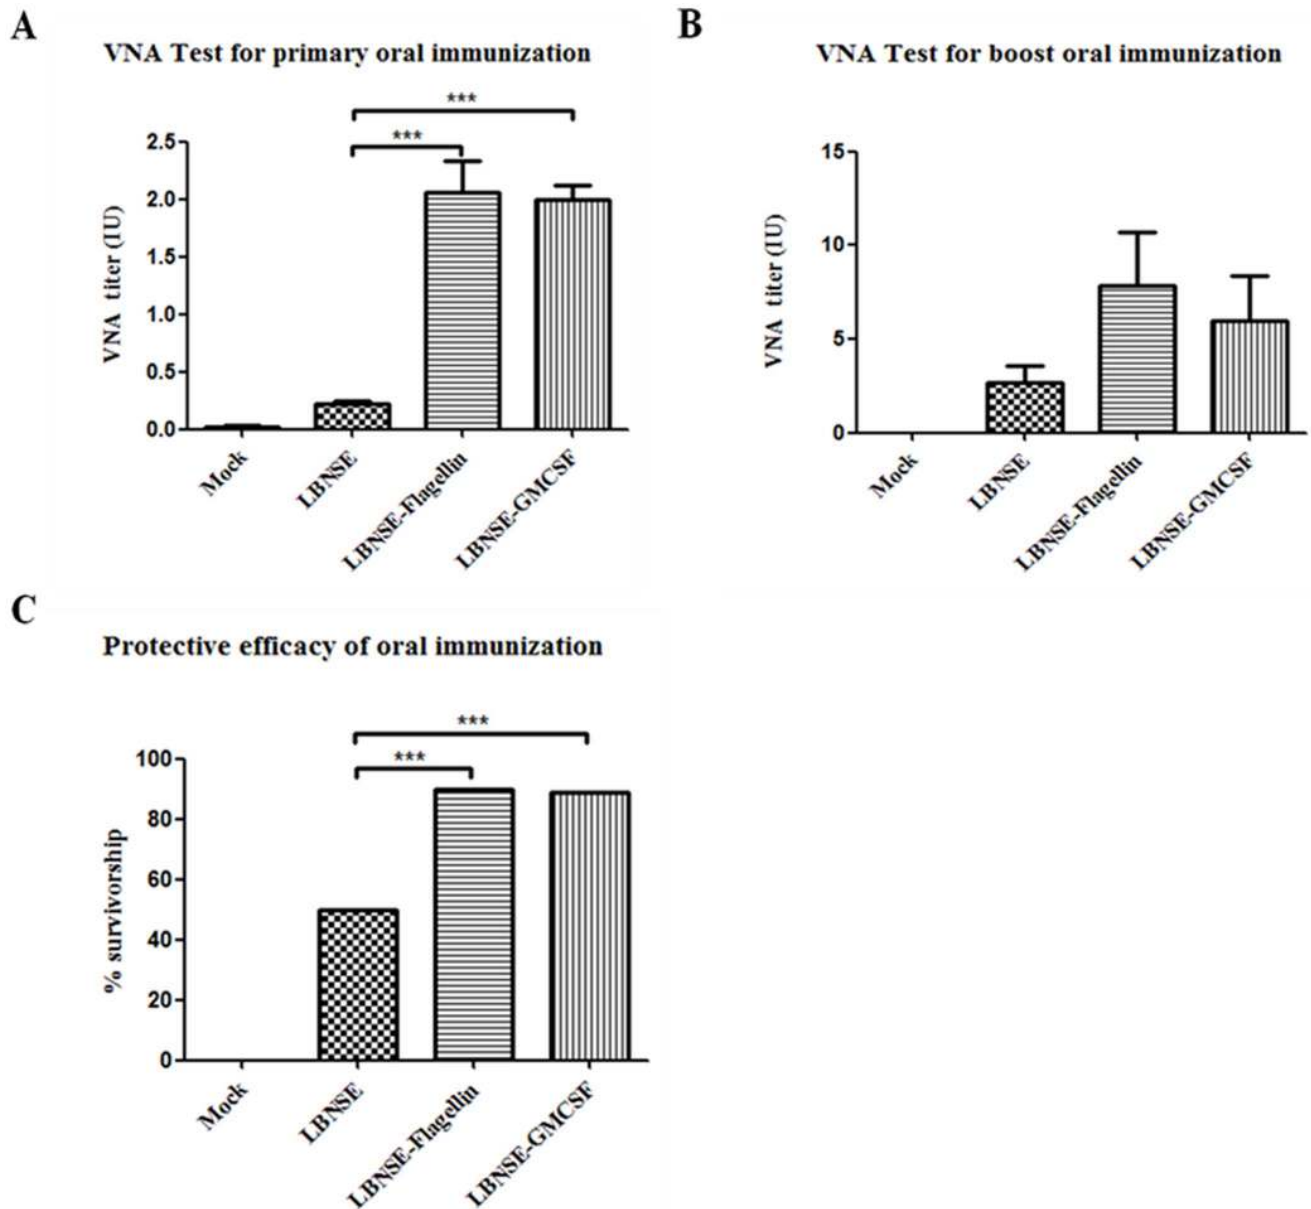 A
VNA Test for primary oral immunization
***
***
2.5
2.0
1.5
1.0
0.5
0.0
VNA titer (IU)
Mock
LBNSE
LBNSE-Flagellin
LBNSE-GMCSF
B
VNA Test for boost oral immunization
15
10
5
0
VNA titer (IU)
Mock
LBNSE
LBNSE-Flagellin
LBNSE-GMCSF
C
Protective efficacy of oral immunization
***
***
100
80
60
40
20
0
% survivorship
Mock
LBNSE
LBNSE-Flagellin
LBNSE-GMCSF